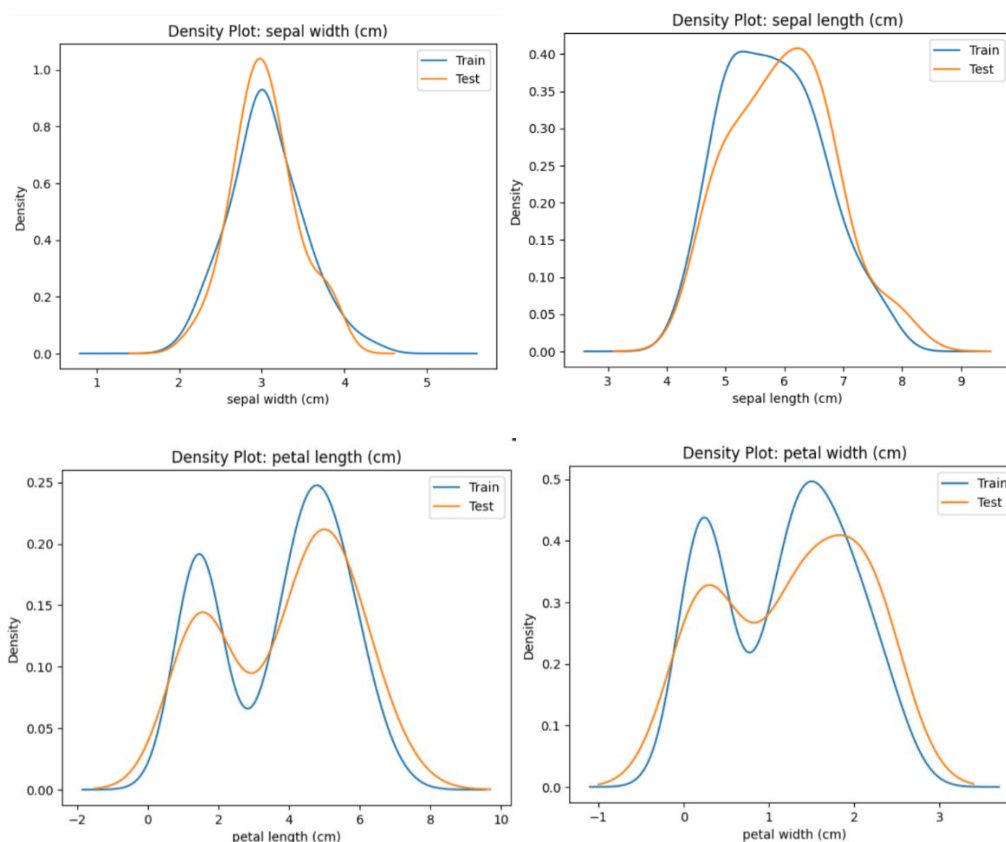 Density Plot: sepal width (cm)
Train
Test
1.0
0.8
0.6
0.4
0.2
0.0
Density
1 2 3 4 5
sepal width (cm)
Density Plot: sepal length (cm)
Train
Test
0.40
0.35
0.30
0.25
0.20
0.15
0.10
0.05
0.00
Density
3 4 5 6 7 8 9
sepal length (cm)
Density Plot: petal length (cm)
Train
Test
0.25
0.20
0.15
0.10
0.05
0.00
Density
−2 0 2 4 6 8 10
petal length (cm)
Density Plot: petal width (cm)
Train
Test
0.5
0.4
0.3
0.2
0.1
0.0
Density
−1 0 1 2 3
petal width (cm)